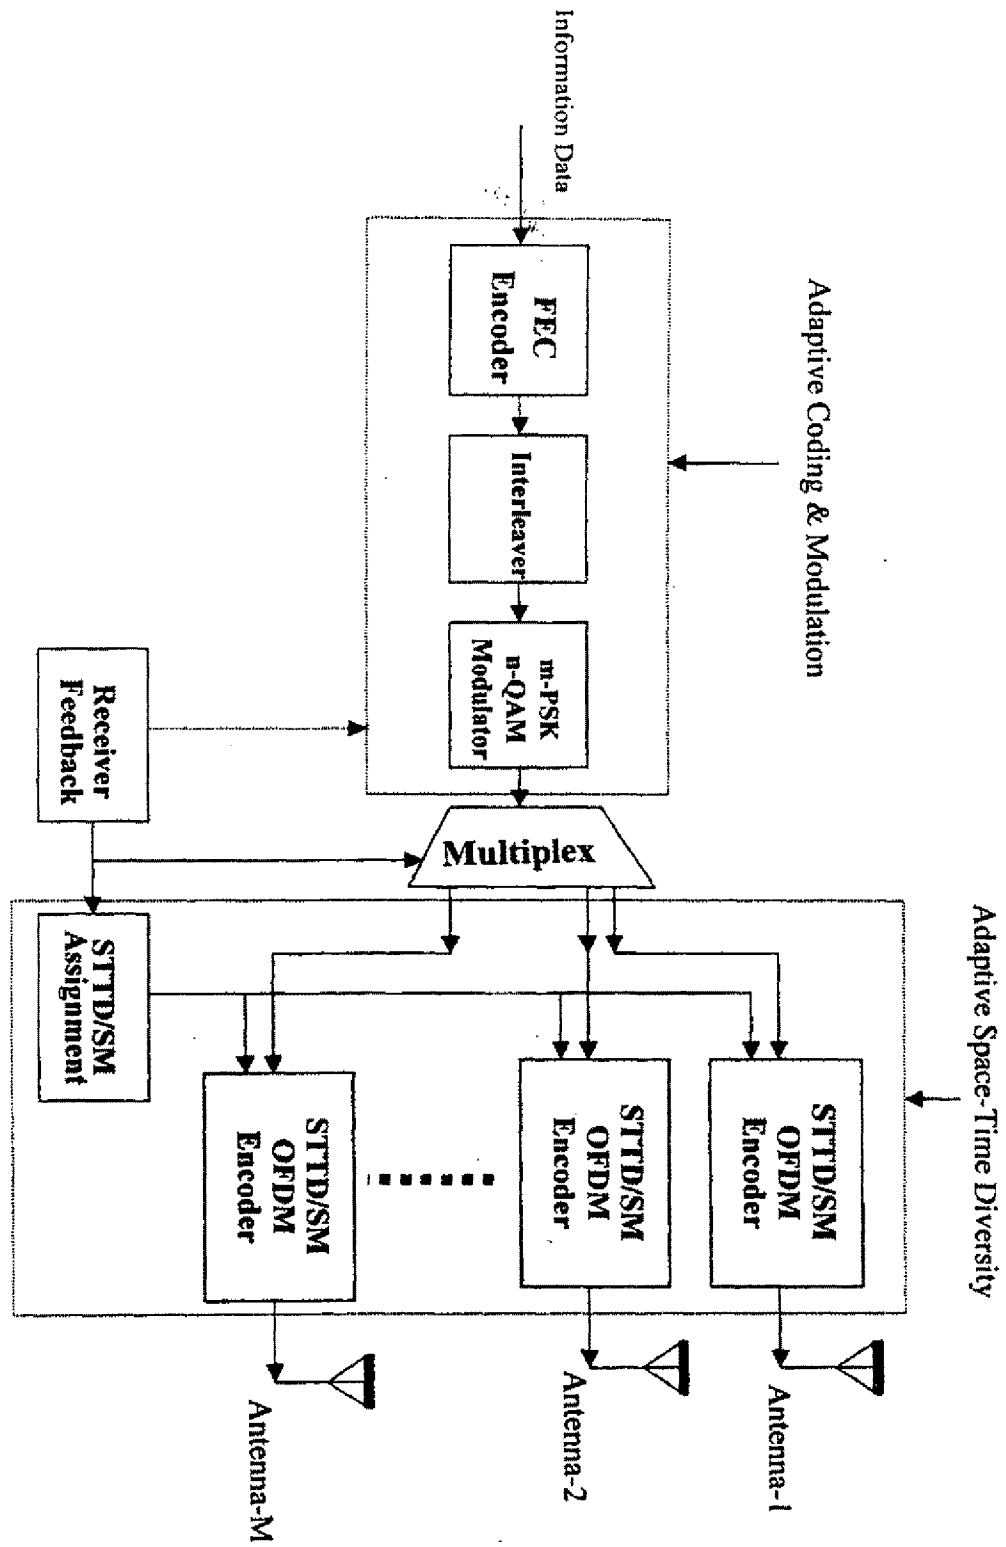 Information Data
Adaptive Coding & Modulation
FEC
Encoder
Interleaver
m-PSK
n-QAM
Modulator
Receiver
Feedback
Multiplex
Adaptive Space-Time Diversity
STTD/SM
Assignment
STTD/SM
OFDM
Encoder
Antenna-1
STTD/SM
OFDM
Encoder
Antenna-2
STTD/SM
OFDM
Encoder
Antenna-M